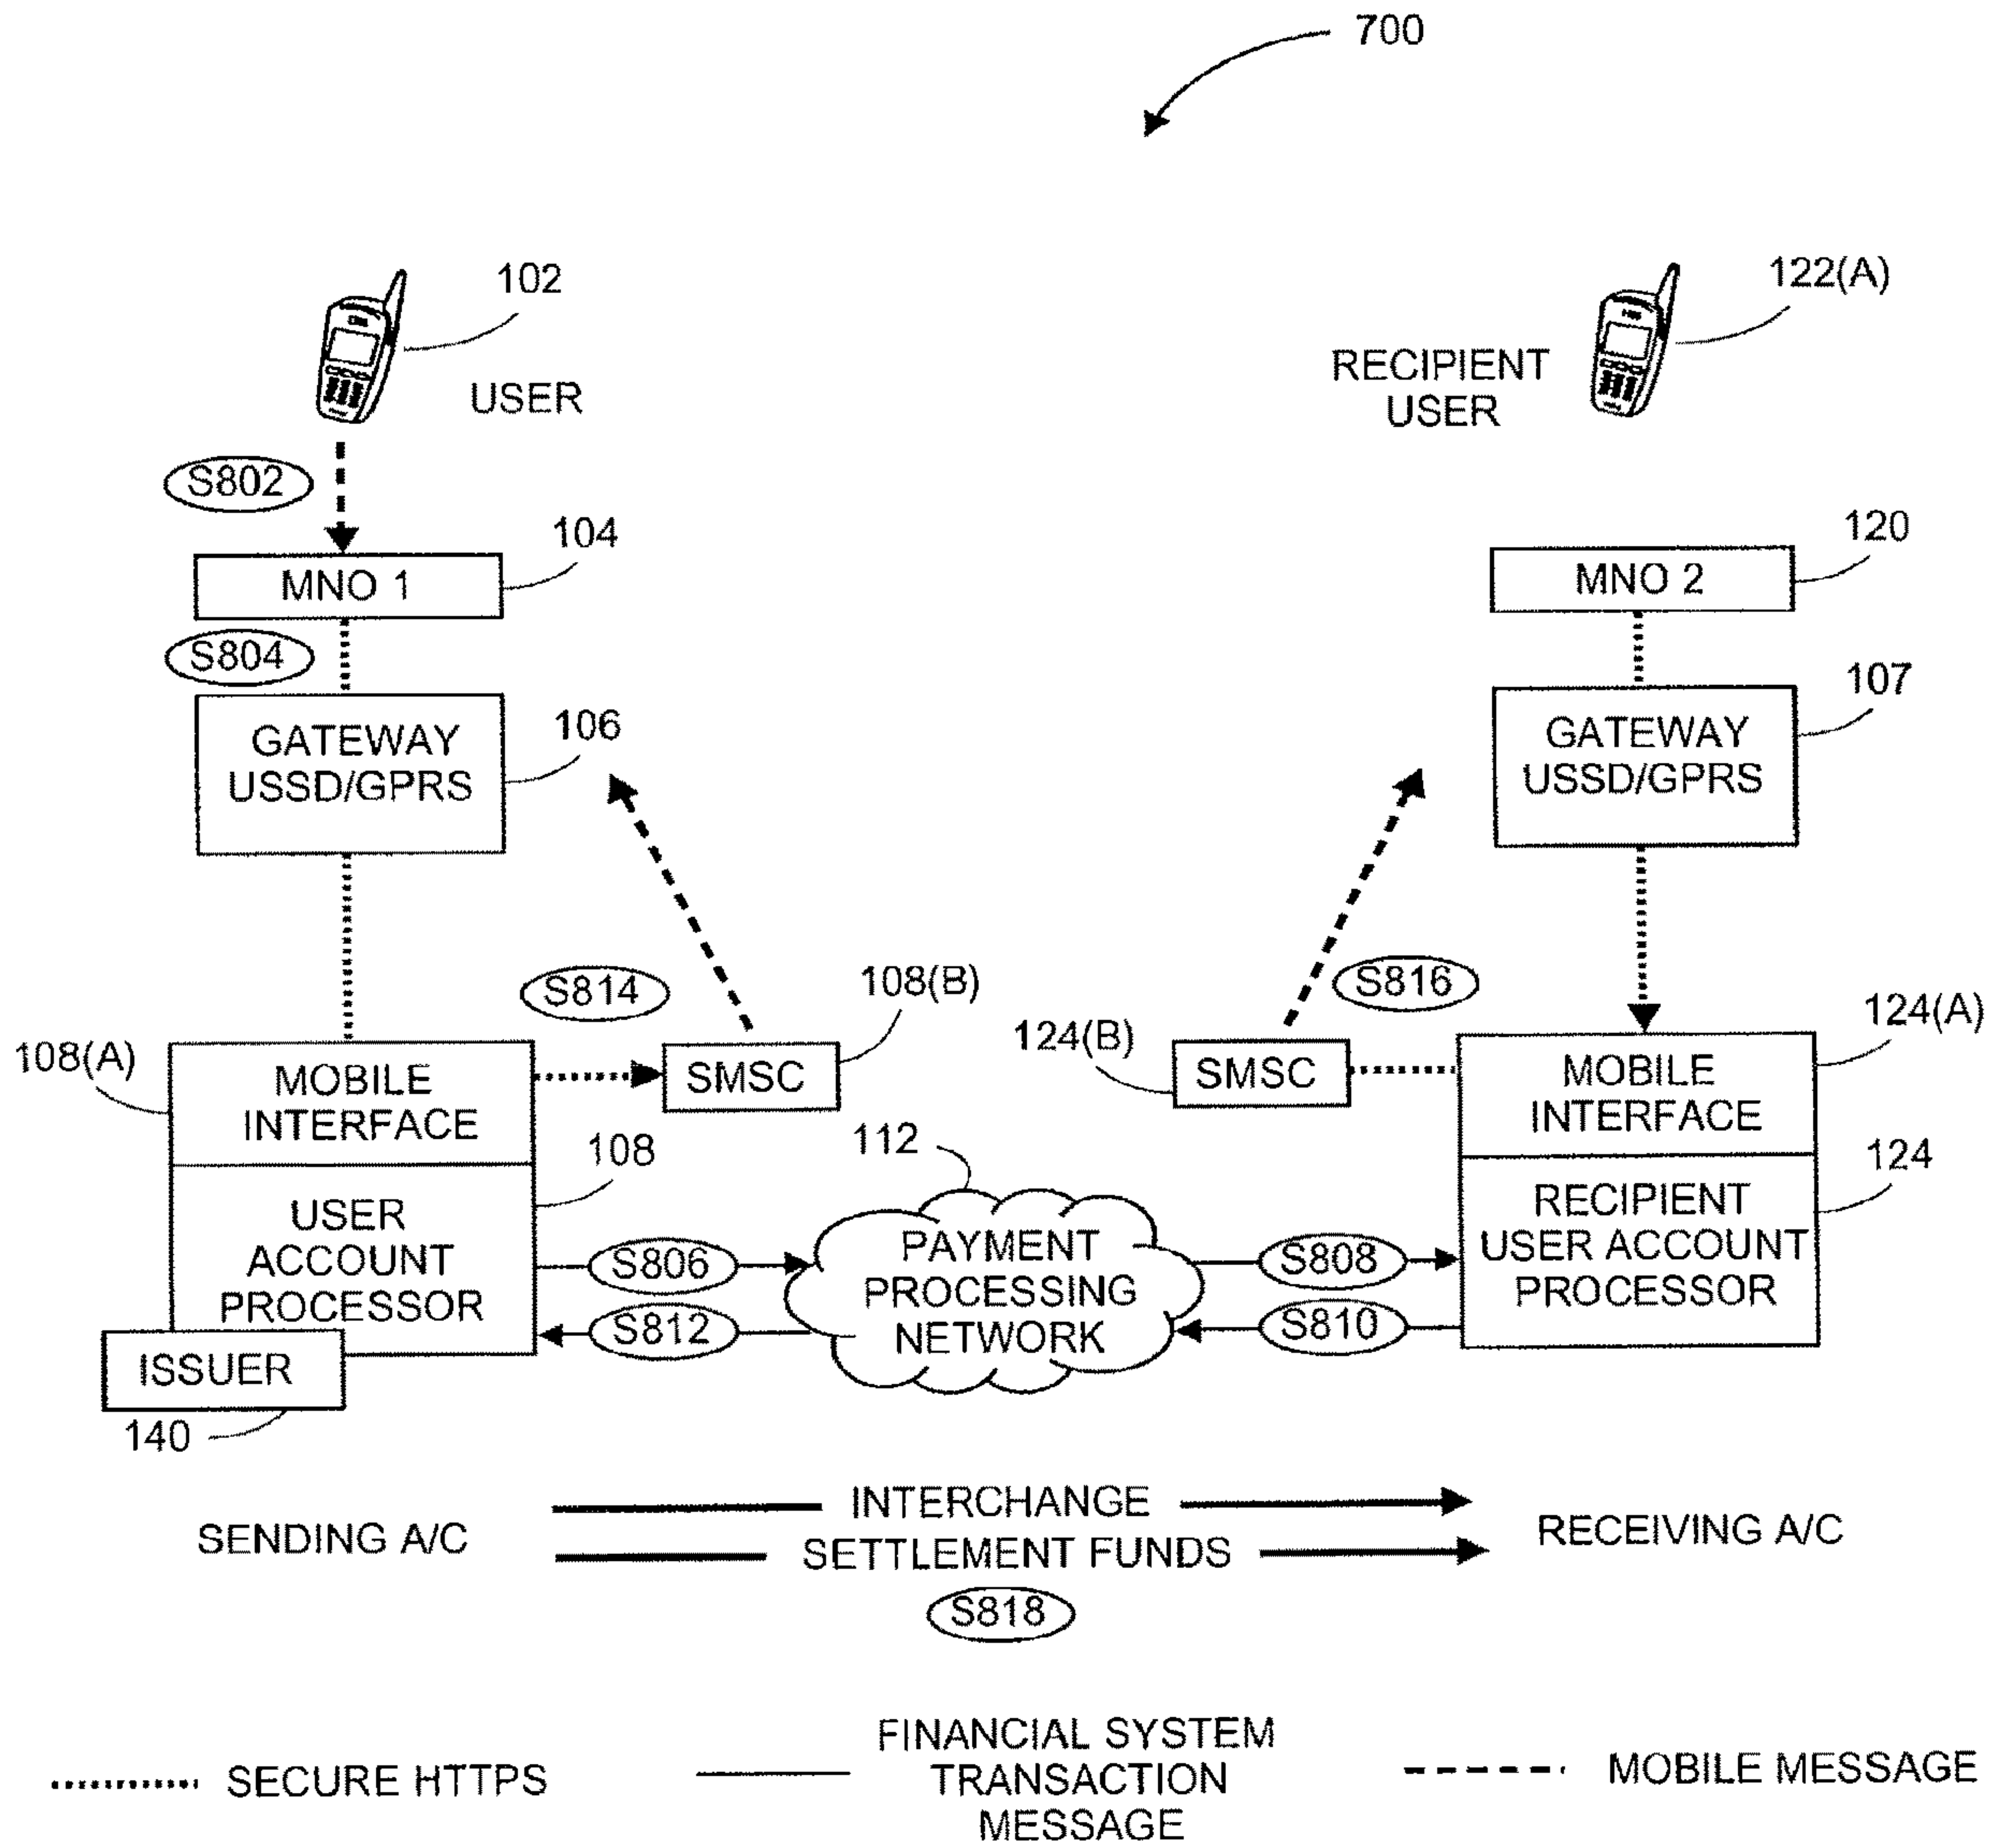 700
102
122(A)
USER
RECIPIENT
USER
S802
104
120
MNO 1
MNO 2
S804
106
107
GATEWAY
USSD/GPRS
GATEWAY
USSD/GPRS
S814
108(B)
S816
124(B)
124(A)
108(A)
MOBILE
INTERFACE
SMSC
SMSC
MOBILE
INTERFACE
108
112
124
USER
ACCOUNT
PROCESSOR
S806
S812
PAYMENT
PROCESSING
NETWORK
S808
S810
RECIPIENT
USER ACCOUNT
PROCESSOR
ISSUER
140
SENDING A/C
INTERCHANGE
SETTLEMENT FUNDS
RECEIVING A/C
S818
SECURE HTTPS
FINANCIAL SYSTEM
TRANSACTION
MESSAGE
MOBILE MESSAGE